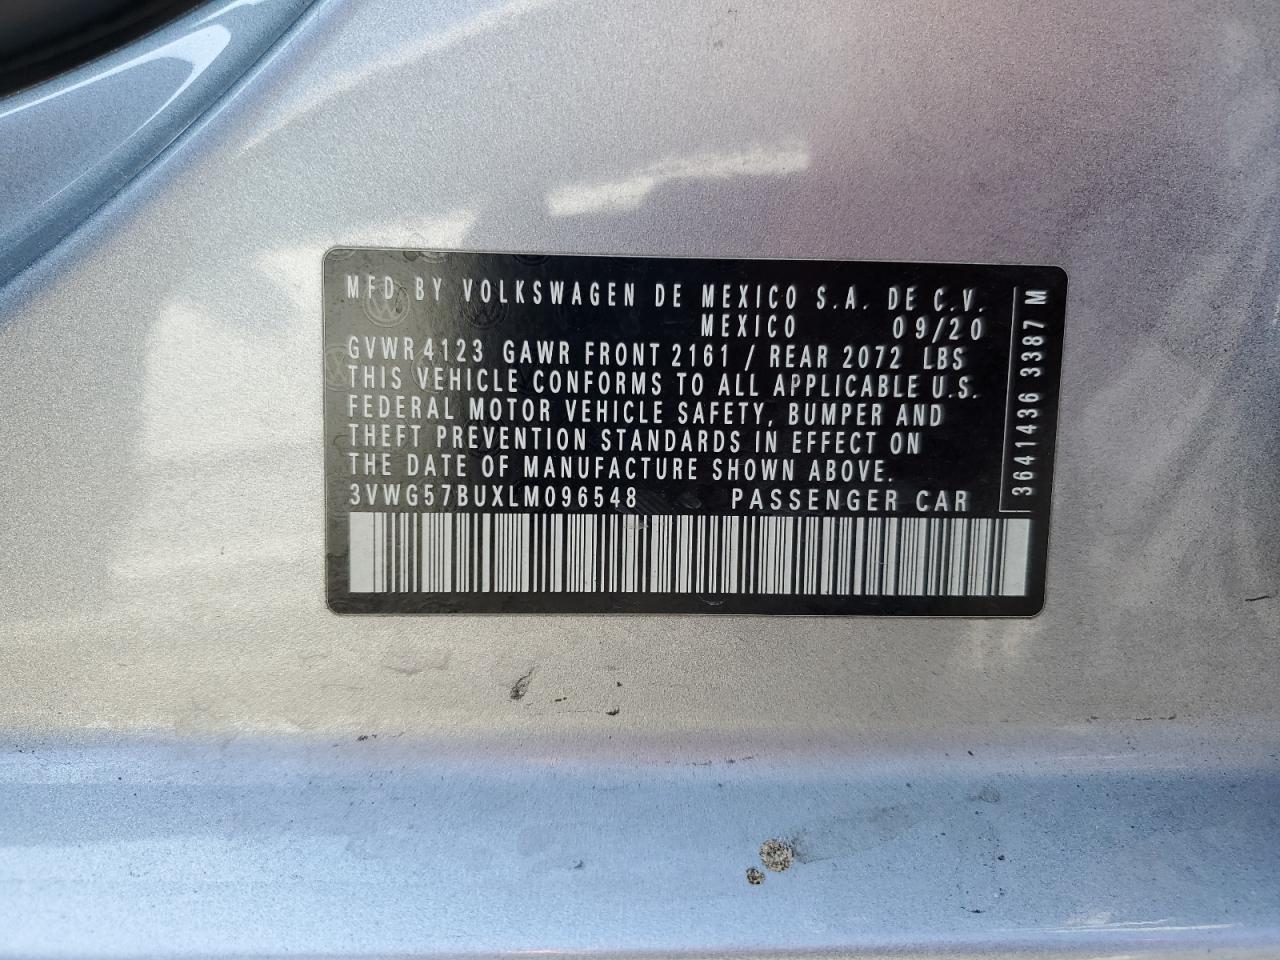 MFD BY VOLKSWAGEN DE MEXICO S.A. DE C.V.
MEXICO 09/20
GVWR 4123 GAWR FRONT 2161 / REAR 2072 LBS
THIS VEHICLE CONFORMS TO ALL APPLICABLE U.S.
FEDERAL MOTOR VEHICLE SAFETY, BUMPER AND
THEFT PREVENTION STANDARDS IN EFFECT ON
THE DATE OF MANUFACTURE SHOWN ABOVE.
3VWG57BUXLM096548 PASSENGER CAR
3641436 3387 M